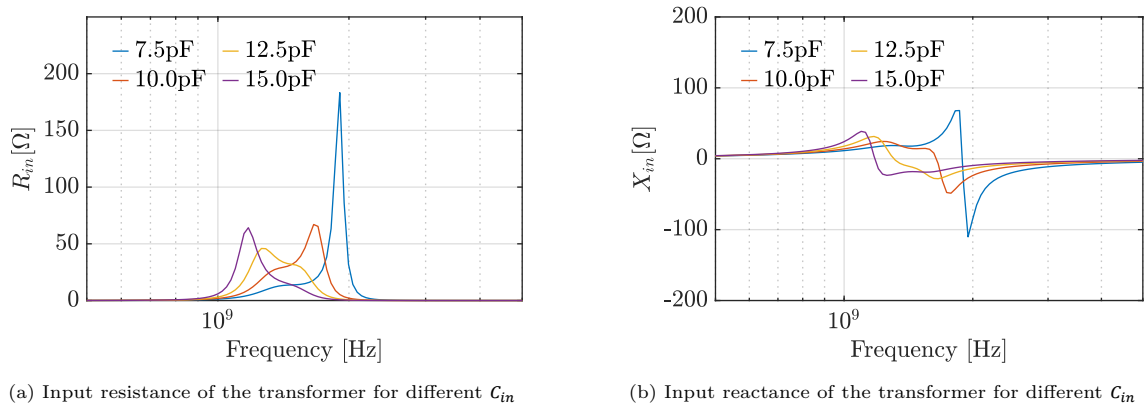 200
150
100
50
0
R_in[Ω]
7.5pF 12.5pF
10.0pF 15.0pF
10^9
Frequency [Hz]
(a) Input resistance of the transformer for different C_in
200
100
0
-100
-200
X_in[Ω]
7.5pF 12.5pF
10.0pF 15.0pF
10^9
Frequency [Hz]
(b) Input reactance of the transformer for different C_in